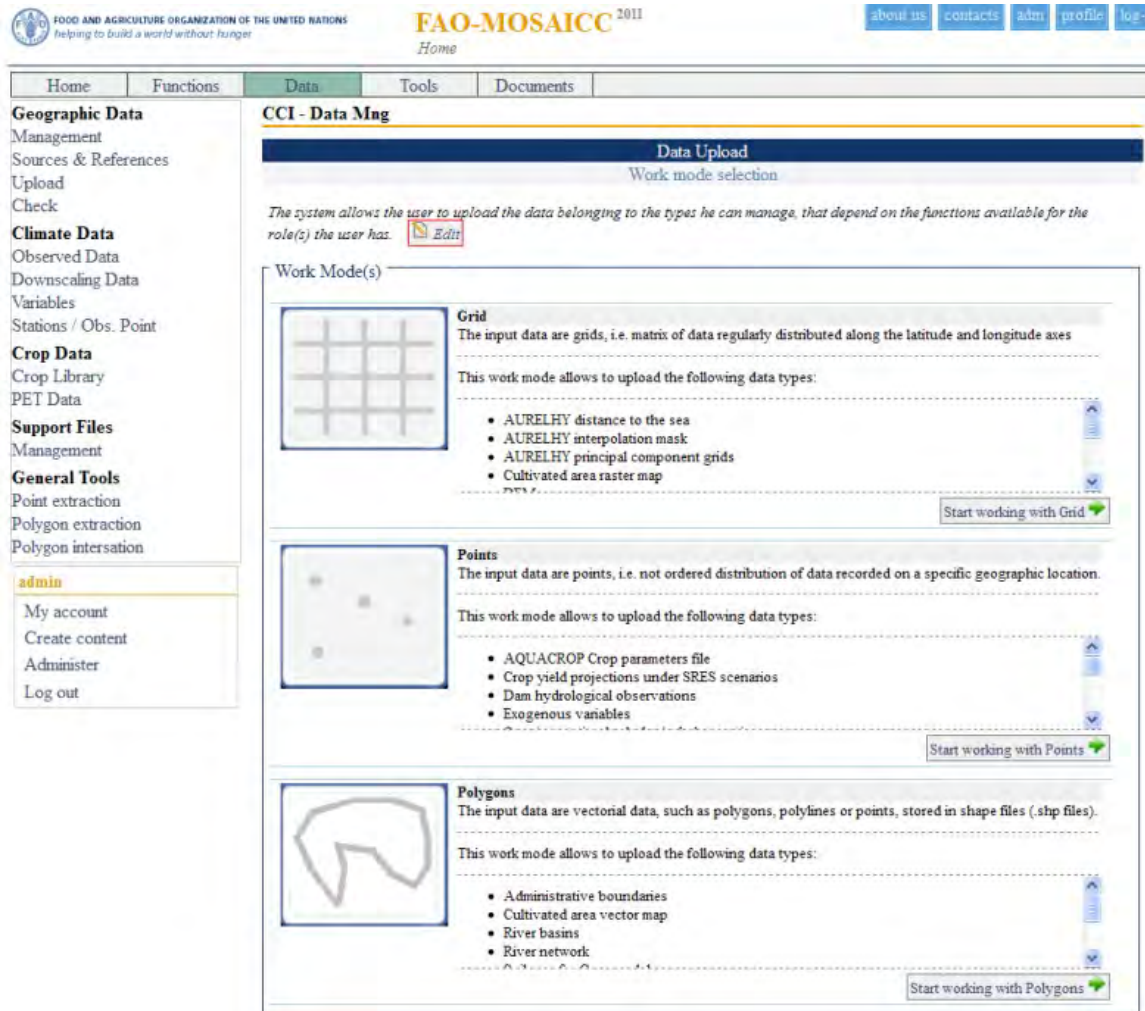 FOOD AND AGRICULTURE ORGANIZATION OF THE UNITED NATIONS
helping to build a world without hunger
FAO-MOSAICC 2011
Home
about us contacts adm profile log-
Home Functions Data Tools Documents
Geographic Data
Management
Sources & References
Upload
Check
Climate Data
Observed Data
Downscaling Data
Variables
Stations / Obs. Point
Crop Data
Crop Library
PET Data
Support Files
Management
General Tools
Point extraction
Polygon extraction
Polygon intersation
admin
My account
Create content
Administer
Log out
CCI - Data Mng
Data Upload
Work mode selection
The system allows the user to upload the data belonging to the types he can manage, that depend on the functions available for the
role(s) the user has. Edit
Work Mode(s)
Grid
The input data are grids, i.e. matrix of data regularly distributed along the latitude and longitude axes
This work mode allows to upload the following data types:
• AURELHY distance to the sea
• AURELHY interpolation mask
• AURELHY principal component grids
• Cultivated area raster map
Start working with Grid
Points
The input data are points, i.e. not ordered distribution of data recorded on a specific geographic location.
This work mode allows to upload the following data types:
• AQUACROP Crop parameters file
• Crop yield projections under SRES scenarios
• Dam hydrological observations
• Exogenous variables
Start working with Points
Polygons
The input data are vectorial data, such as polygons, polylines or points, stored in shape files (.shp files).
This work mode allows to upload the following data types:
• Administrative boundaries
• Cultivated area vector map
• River basins
• River network
Start working with Polygons